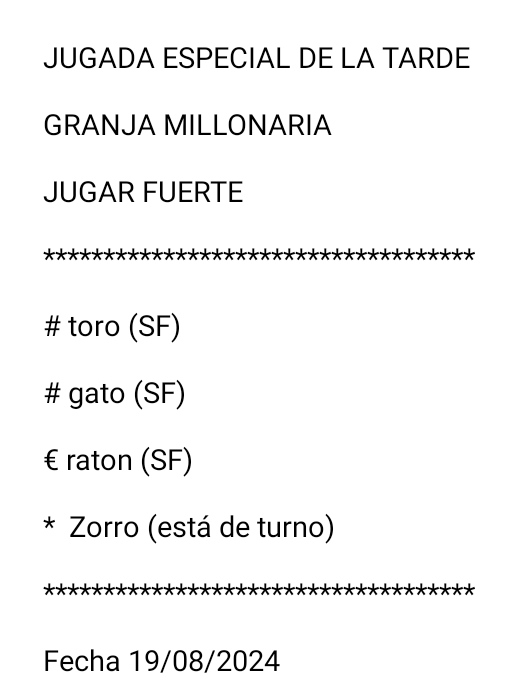 JUGADA ESPECIAL DE LA TARDE
GRANJA MILLONARIA
JUGAR FUERTE
************************************
# toro (SF)
# gato (SF)
€ raton (SF)
*  Zorro (está de turno)
************************************
Fecha 19/08/2024